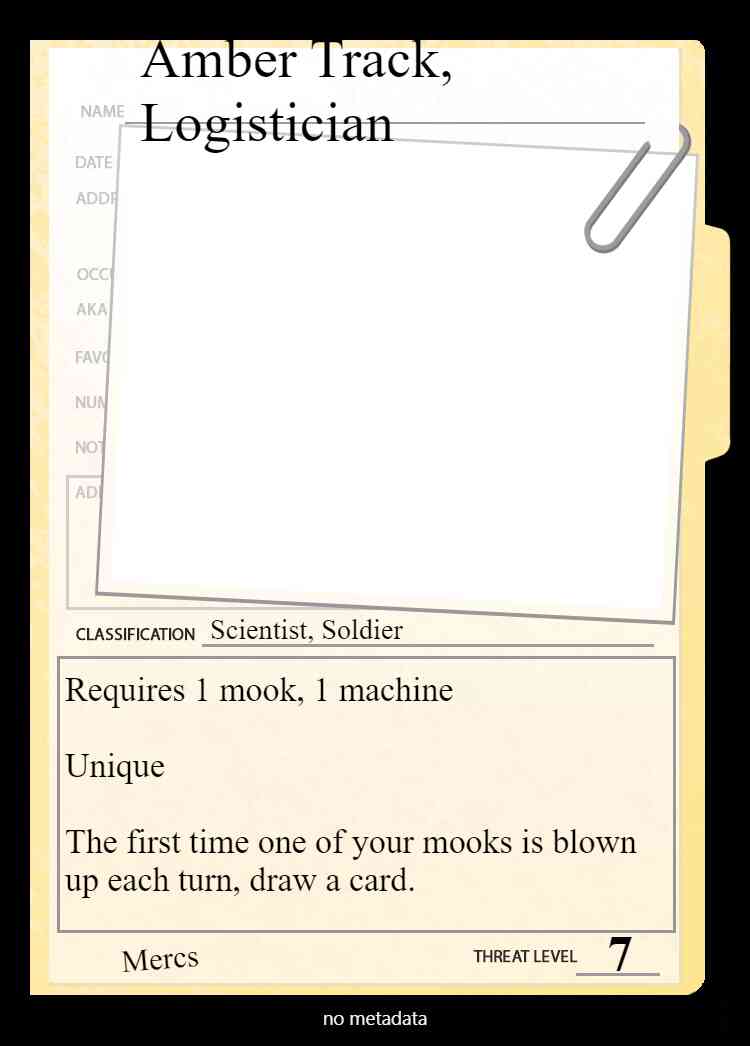 Amber Track,
NAME Logistician
DATE
ADDR
OCCU
AKA
FAVO
NUM
NOT
ADD
CLASSIFICATION Scientist, Soldier
Requires 1 mook, 1 machine
Unique
The first time one of your mooks is blown
up each turn, draw a card.
Mercs THREAT LEVEL 7
no metadata